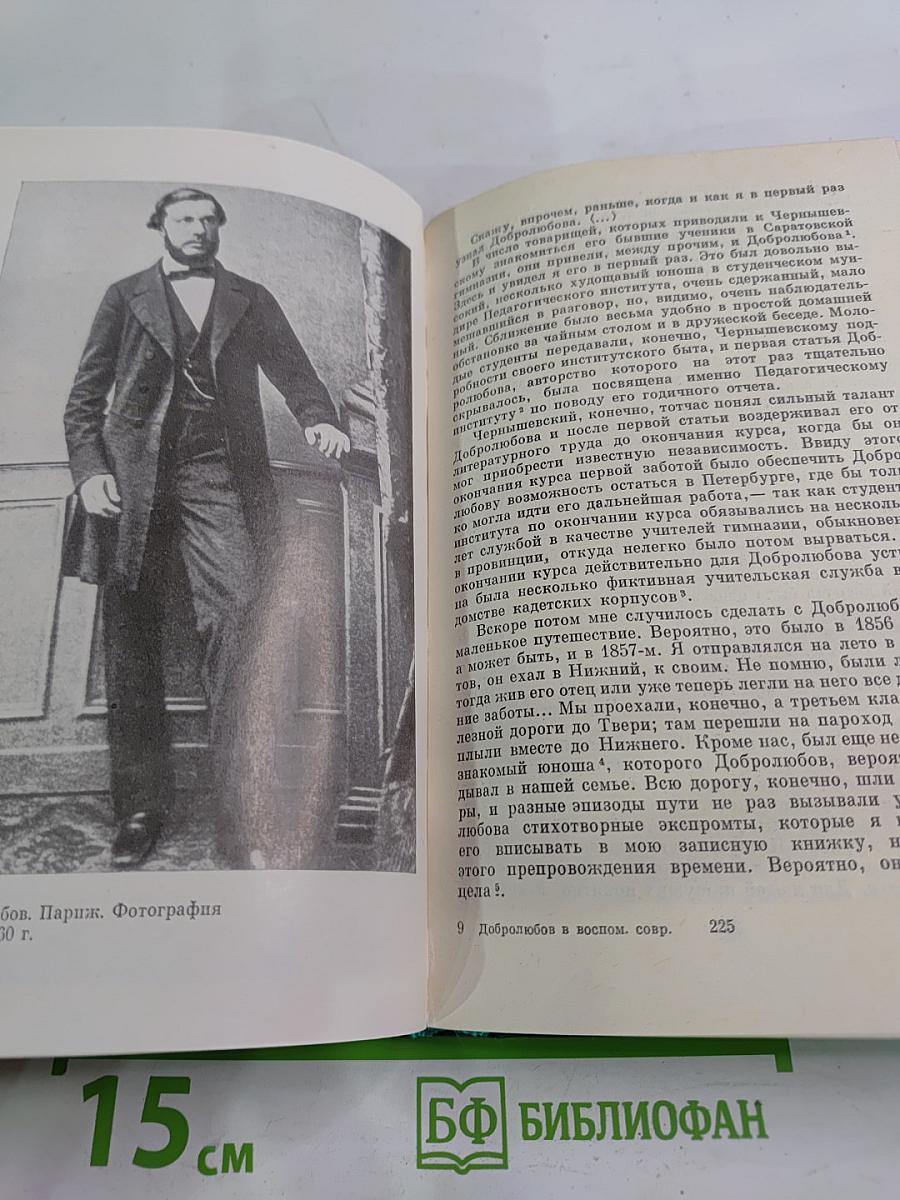 бов. Париж. Фотография
60 г.
Скажу, впрочем, раньше, когда и как я в первый раз
узнал Добролюбова. (...)
В число товарищей, которых приводили к Чернышев-
скому знакомиться его бывшие ученики в Саратовской
гимназии, они привели, между прочим, и Добролюбова¹.
Здесь и увидел я его в первый раз. Это был довольно вы-
сокий, несколько худощавый юноша в студенческом мун-
дире Педагогического института, очень сдержанный, мало
мешавшийся в разговор, но, видимо, очень наблюдатель-
ный. Сближение было весьма удобно в простой домашней
обстановке за чайным столом и в дружеской беседе. Моло-
дые студенты передавали, конечно, Чернышевскому под-
робности своего институтского быта, и первая статья Доб-
ролюбова, авторство которого на этот раз тщательно
скрывалось, была посвящена именно Педагогическому
институту² по поводу его годичного отчета.
Чернышевский, конечно, тотчас понял сильный талант
Добролюбова и после первой статьи воздерживал его от
литературного труда до окончания курса, когда бы он
мог приобрести известную независимость. Ввиду этого
окончания курса первой заботой было обеспечить Добро
любову возможность остаться в Петербурге, где бы толь
ко могла идти его дальнейшая работа,— так как студент
института по окончании курса обязывались на несколь
лет службой в качестве учителей гимназии, обыкновен
в провинции, откуда нелегко было потом вырваться.
окончании курса действительно для Добролюбова уст
на была несколько фиктивная учительская служба в
домстве кадетских корпусов³.
Вскоре потом мне случилось сделать с Добролюб
маленькое путешествие. Вероятно, это было в 1856
а может быть, и в 1857-м. Я отправлялся на лето в
тов, он ехал в Нижний, к своим. Не помню, были л
тогда жив его отец или уже теперь легли на него все д
ние заботы... Мы проехали, конечно, а третьем кла
лезной дороги до Твери; там перешли на пароход
плыли вместе до Нижнего. Кроме нас, был еще не
знакомый юноша⁴, которого Добролюбов, вероят
дывал в нашей семье. Всю дорогу, конечно, шли
ры, и разные эпизоды пути не раз вызывали у
любова стихотворные экспромты, которые я
его вписывать в мою записную книжку, н
этого препровождения времени. Вероятно, он
цела⁵.
9 Добролюбов в воспом. совр. 225
15 см
БФ БИБЛИОФАН